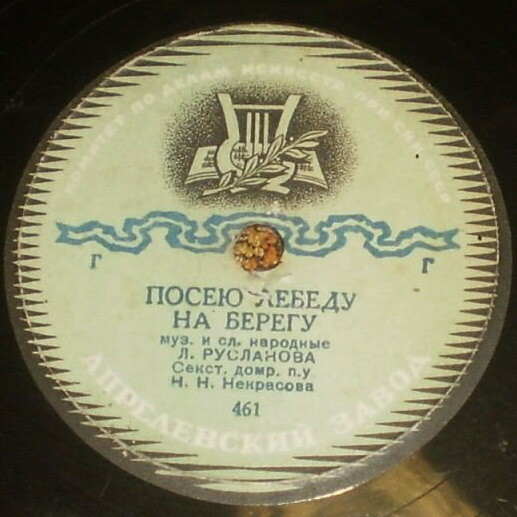 КОМИТЕТ ПО ДЕЛАМ ИСКУССТВ ПРИ СНК СССР
Г Г
ПОСЕЮ ЛЕБЕДУ
НА БЕРЕГУ
муз. и сл. народные
Л. РУСЛАНОВА
Секст. домр. п.у
Н. Н. Некрасова
461
АПРЕЛЕВСКИЙ ЗАВОД